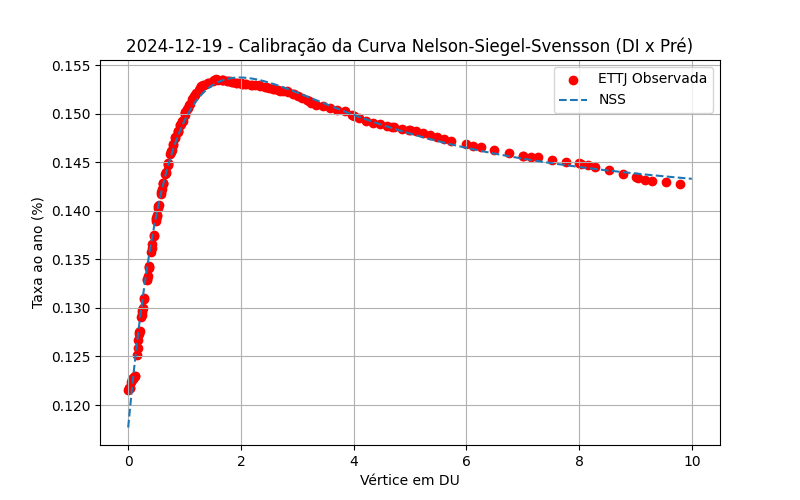 2024-12-19 - Calibração da Curva Nelson-Siegel-Svensson (DI x Pré)
ETTJ Observada
NSS
Taxa ao ano (%)
0.155
0.150
0.145
0.140
0.135
0.130
0.125
0.120
0 2 4 6 8 10
Vértice em DU